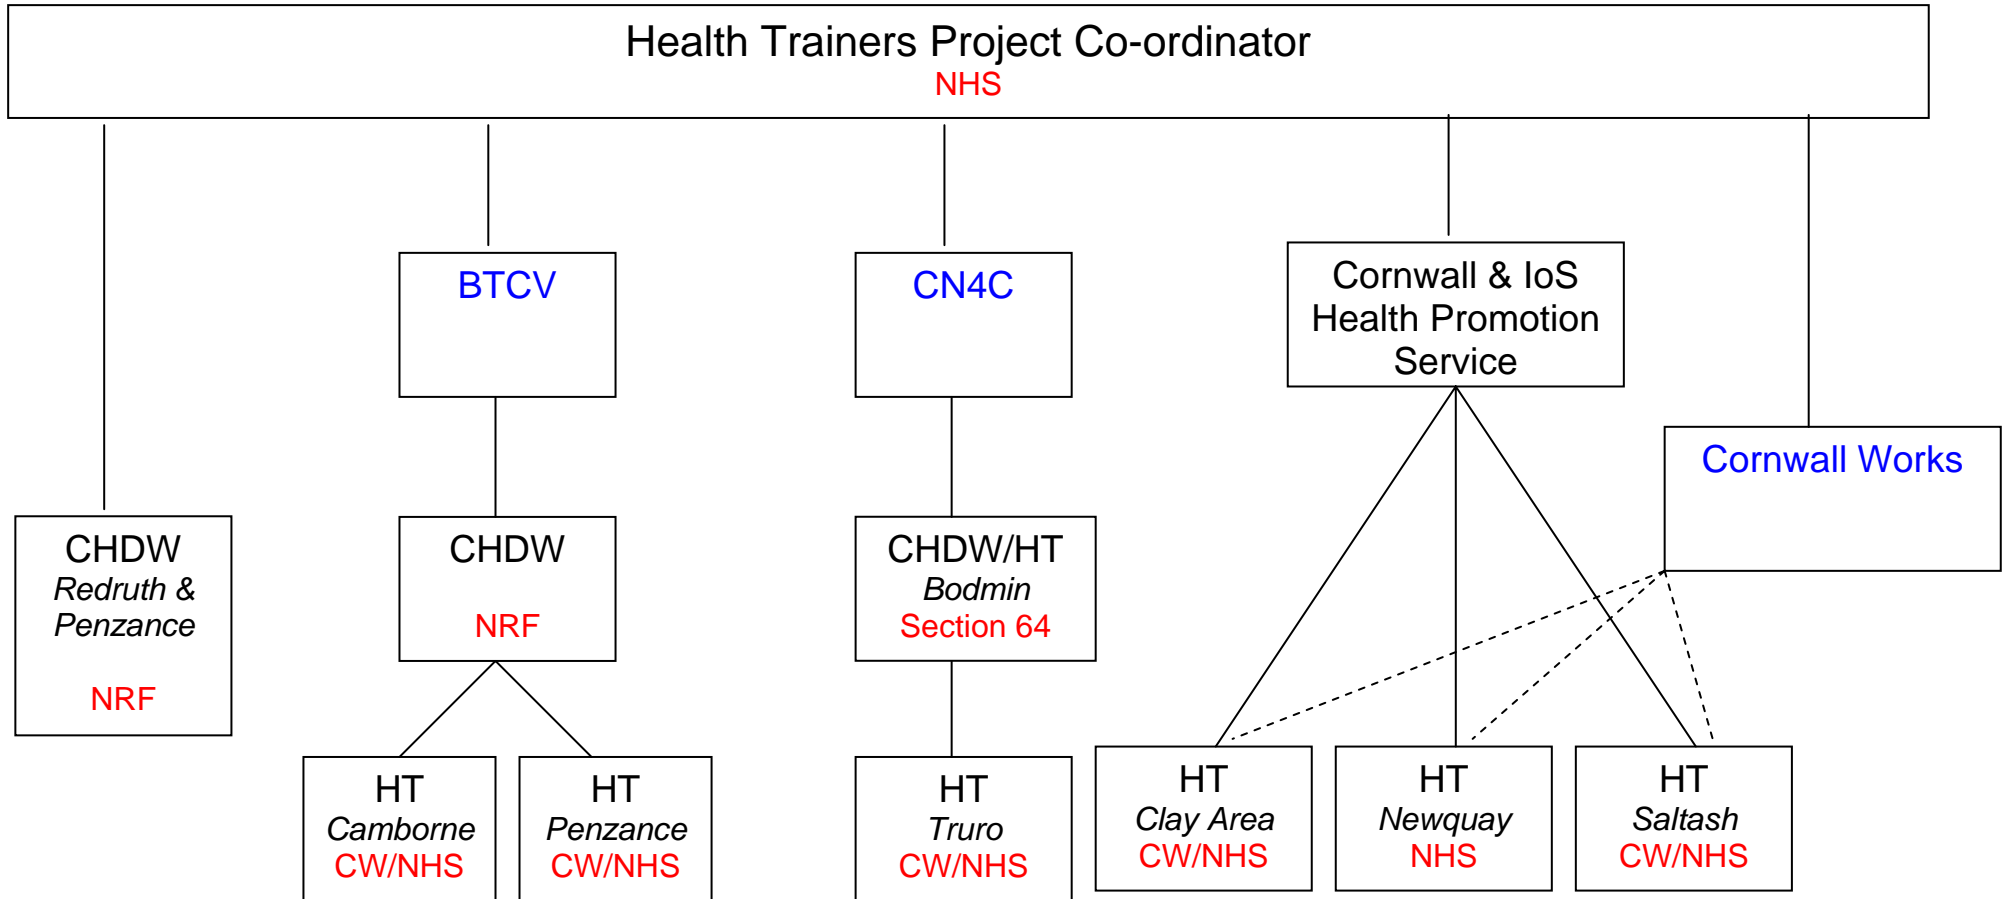 Health Trainers Project Co-ordinator
NHS
BTCV
CN4C
Cornwall & IoS
Health Promotion
Service
Cornwall Works
CHDW
Redruth &
Penzance
NRF
CHDW
NRF
CHDW/HT
Bodmin
Section 64
HT
Camborne
CW/NHS
HT
Penzance
CW/NHS
HT
Truro
CW/NHS
HT
Clay Area
CW/NHS
HT
Newquay
NHS
HT
Saltash
CW/NHS